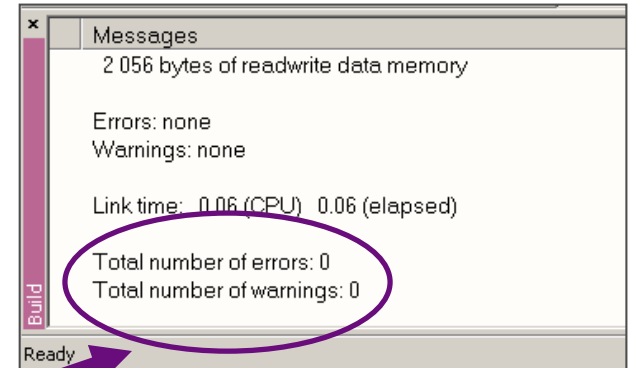 Messages
2 056 bytes of readwrite data memory
Errors: none
Warnings: none
Link time: 0.06 (CPU) 0.06 (elapsed)
Total number of errors: 0
Total number of warnings: 0
Build
Ready